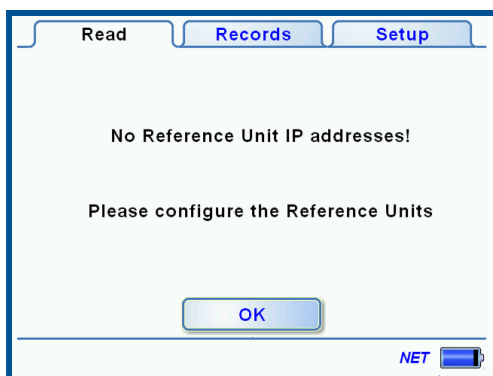 Read Records Setup
No Reference Unit IP addresses!
Please configure the Reference Units
OK
NET